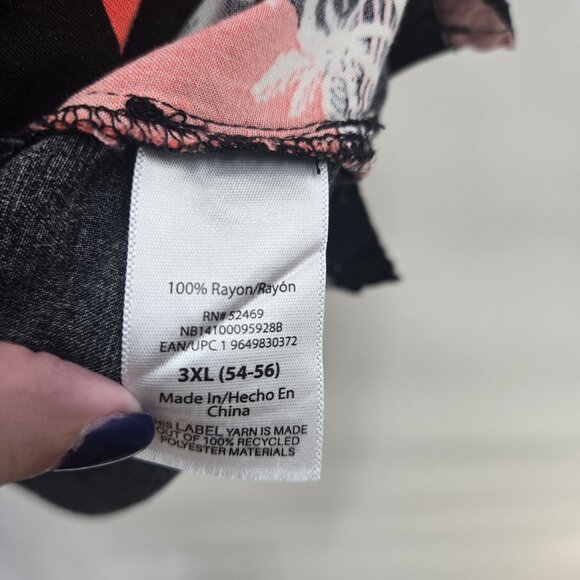 100% Rayon/Rayón
RN# 52469
NB14100095928B
EAN/UPC 1 9649830372
3XL (54-56)
Made In/Hecho En
China
THIS LABEL YARN IS MADE
OUT OF 100% RECYCLED
POLYESTER MATERIALS